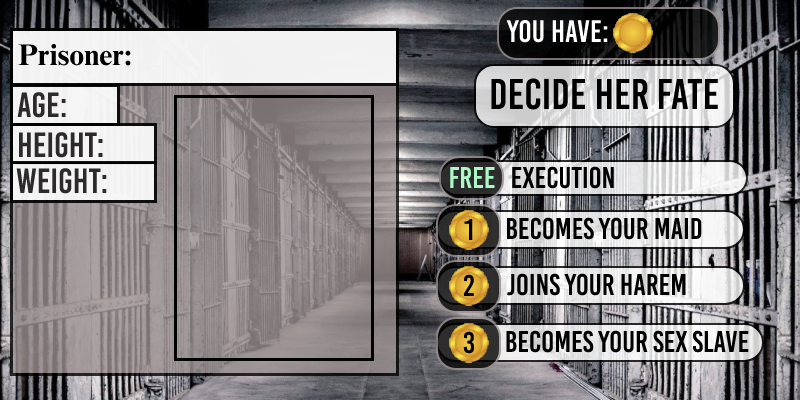 Prisoner:
AGE:
HEIGHT:
WEIGHT:
YOU HAVE:
DECIDE HER FATE
FREE EXECUTION
1 BECOMES YOUR MAID
2 JOINS YOUR HAREM
3 BECOMES YOUR SEX SLAVE